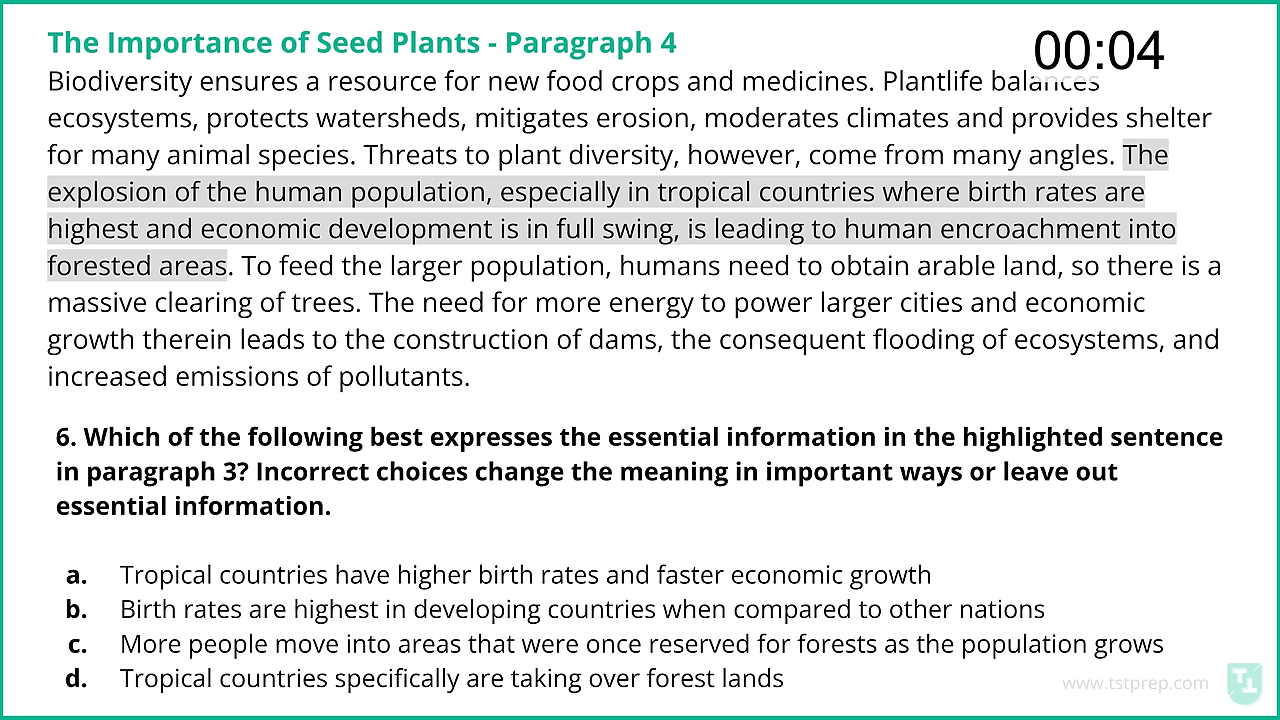 The Importance of Seed Plants - Paragraph 4
00:04
Biodiversity ensures a resource for new food crops and medicines. Plantlife balances
ecosystems, protects watersheds, mitigates erosion, moderates climates and provides shelter
for many animal species. Threats to plant diversity, however, come from many angles. The
explosion of the human population, especially in tropical countries where birth rates are
highest and economic development is in full swing, is leading to human encroachment into
forested areas. To feed the larger population, humans need to obtain arable land, so there is a
massive clearing of trees. The need for more energy to power larger cities and economic
growth therein leads to the construction of dams, the consequent flooding of ecosystems, and
increased emissions of pollutants.
6. Which of the following best expresses the essential information in the highlighted sentence
in paragraph 3? Incorrect choices change the meaning in important ways or leave out
essential information.
a. Tropical countries have higher birth rates and faster economic growth
b. Birth rates are highest in developing countries when compared to other nations
c. More people move into areas that were once reserved for forests as the population grows
d. Tropical countries specifically are taking over forest lands
www.tstprep.com